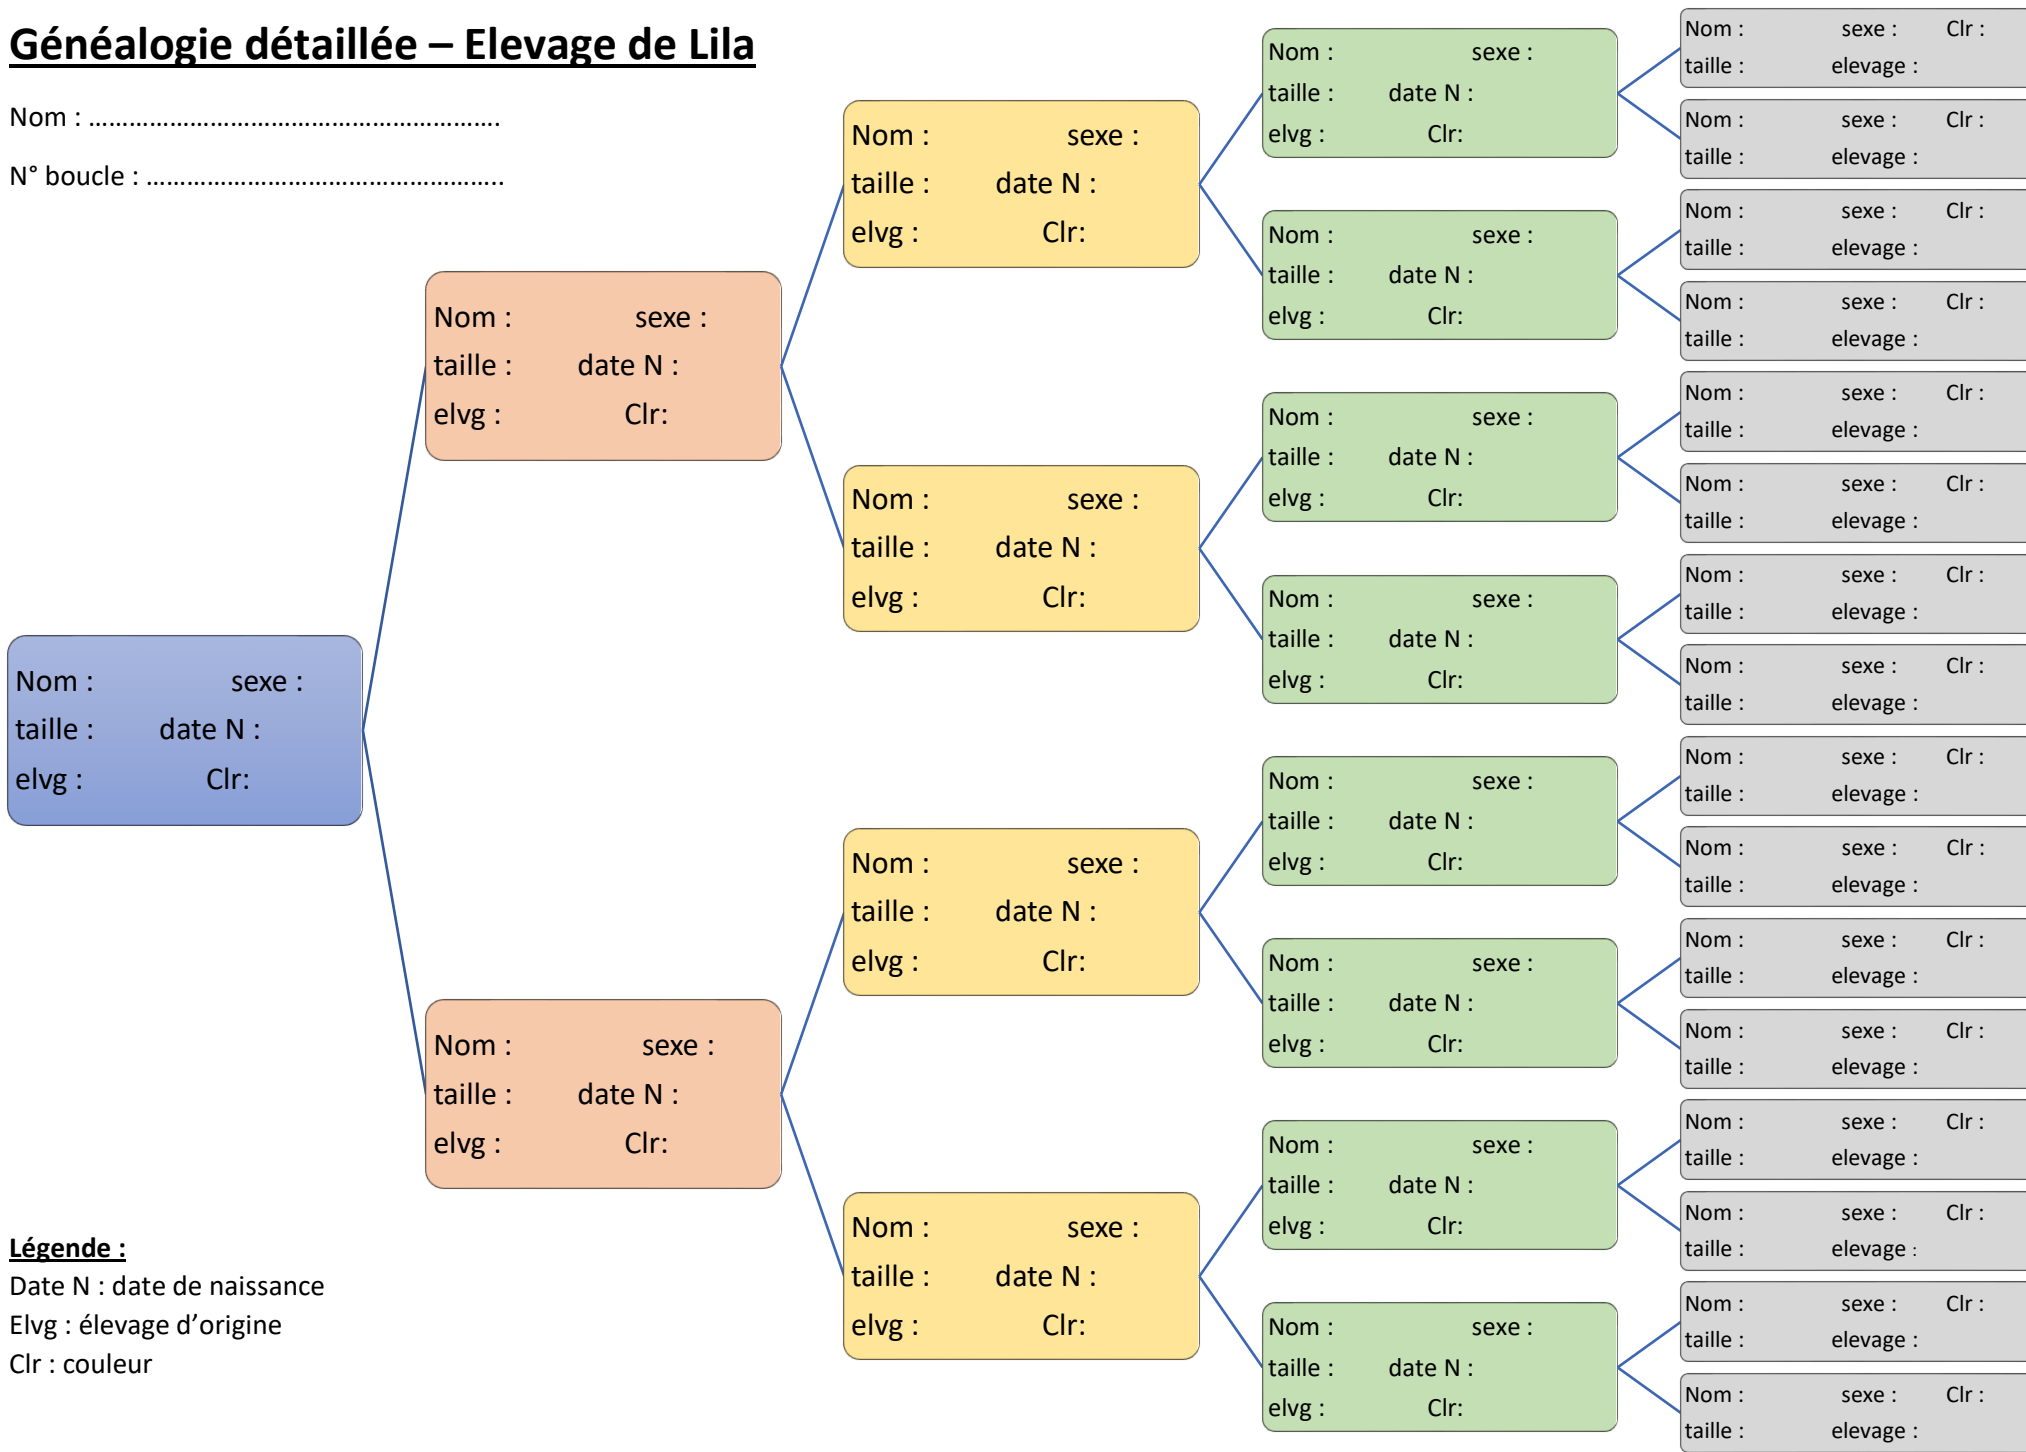 Généalogie détaillée – Elevage de Lila
Nom : ……………………………………………………
N° boucle : ……………………………………………..
Nom : sexe :
taille : date N :
elvg : Clr:
Nom : sexe :
taille : date N :
elvg : Clr:
Nom : sexe :
taille : date N :
elvg : Clr:
Nom : sexe :
taille : date N :
elvg : Clr:
Nom : sexe :
taille : date N :
elvg : Clr:
Nom : sexe :
taille : date N :
elvg : Clr:
Nom : sexe :
taille : date N :
elvg : Clr:
Nom : sexe :
taille : date N :
elvg : Clr:
Nom : sexe :
taille : date N :
elvg : Clr:
Nom : sexe :
taille : date N :
elvg : Clr:
Nom : sexe :
taille : date N :
elvg : Clr:
Nom : sexe :
taille : date N :
elvg : Clr:
Nom : sexe :
taille : date N :
elvg : Clr:
Nom : sexe :
taille : date N :
elvg : Clr:
Nom : sexe :
taille : date N :
elvg : Clr:
Nom : sexe : Clr :
taille : elevage :
Nom : sexe : Clr :
taille : elevage :
Nom : sexe : Clr :
taille : elevage :
Nom : sexe : Clr :
taille : elevage :
Nom : sexe : Clr :
taille : elevage :
Nom : sexe : Clr :
taille : elevage :
Nom : sexe : Clr :
taille : elevage :
Nom : sexe : Clr :
taille : elevage :
Nom : sexe : Clr :
taille : elevage :
Nom : sexe : Clr :
taille : elevage :
Nom : sexe : Clr :
taille : elevage :
Nom : sexe : Clr :
taille : elevage :
Nom : sexe : Clr :
taille : elevage :
Nom : sexe : Clr :
taille : elevage :
Nom : sexe : Clr :
taille : elevage :
Nom : sexe : Clr :
taille : elevage :
Légende :
Date N : date de naissance
Elvg : élevage d’origine
Clr : couleur